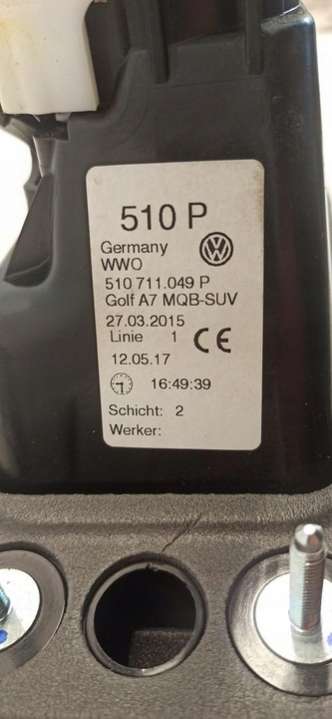 510 P
Germany
WWO
510 711.049 P
Golf A7 MQB-SUV
27.03.2015
Linie 1 CE
12.05.17
16:49:39
Schicht: 2
Werker: